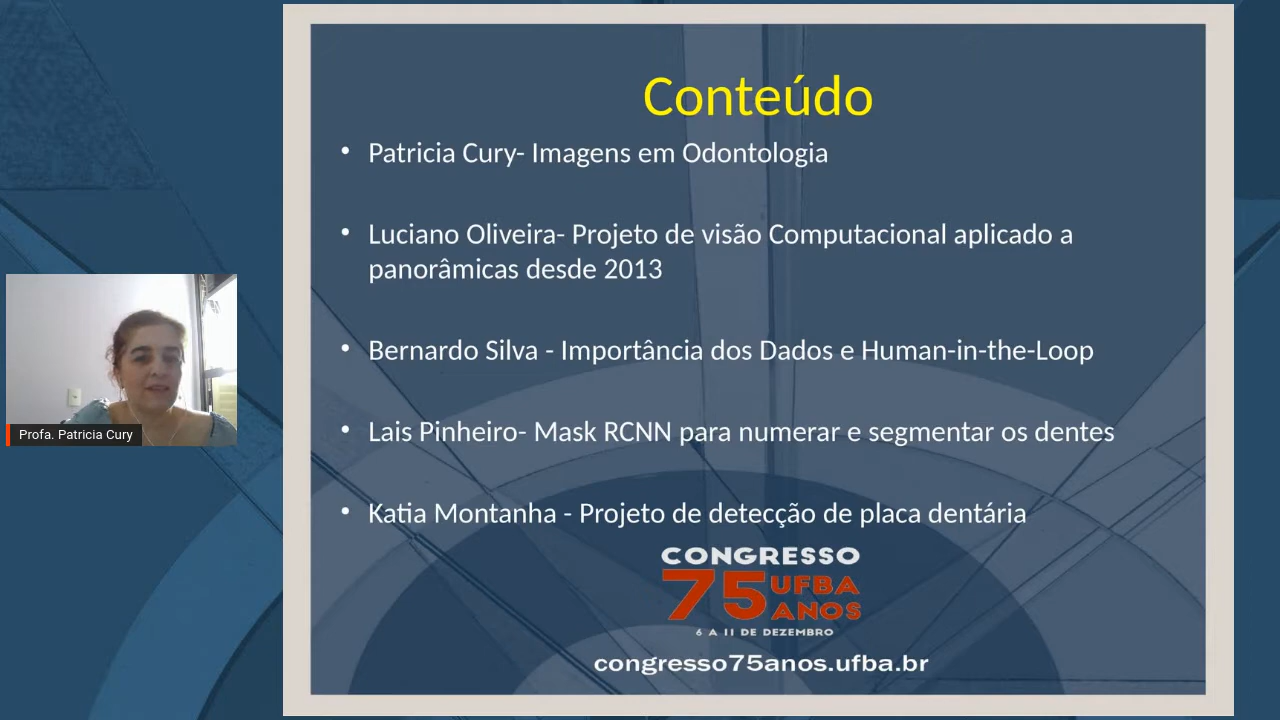 Conteúdo
• Patricia Cury- Imagens em Odontologia
• Luciano Oliveira- Projeto de visão Computacional aplicado a
panorâmicas desde 2013
• Bernardo Silva - Importância dos Dados e Human-in-the-Loop
• Lais Pinheiro- Mask RCNN para numerar e segmentar os dentes
• Katia Montanha - Projeto de detecção de placa dentária
CONGRESSO
75 UFBA
ANOS
6 A 11 DE DEZEMBRO
congresso75anos.ufba.br
Profa. Patricia Cury